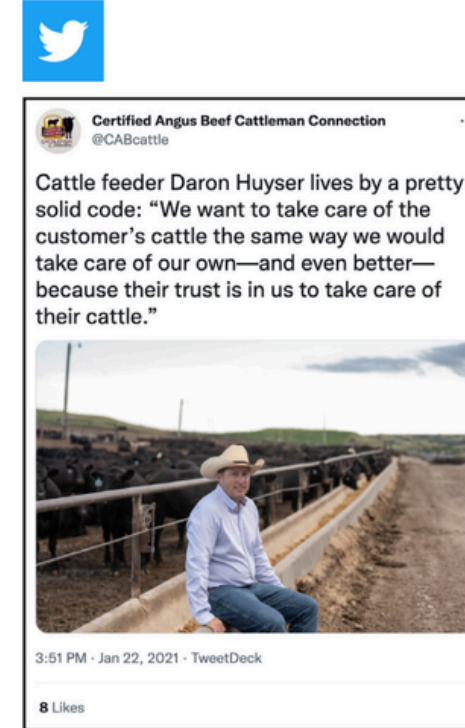 Certified Angus Beef Cattleman Connection
@CABcattle
Cattle feeder Daron Huyser lives by a pretty
solid code: “We want to take care of the
customer’s cattle the same way we would
take care of our own—and even better—
because their trust is in us to take care of
their cattle.”
3:51 PM · Jan 22, 2021 · TweetDeck
8 Likes